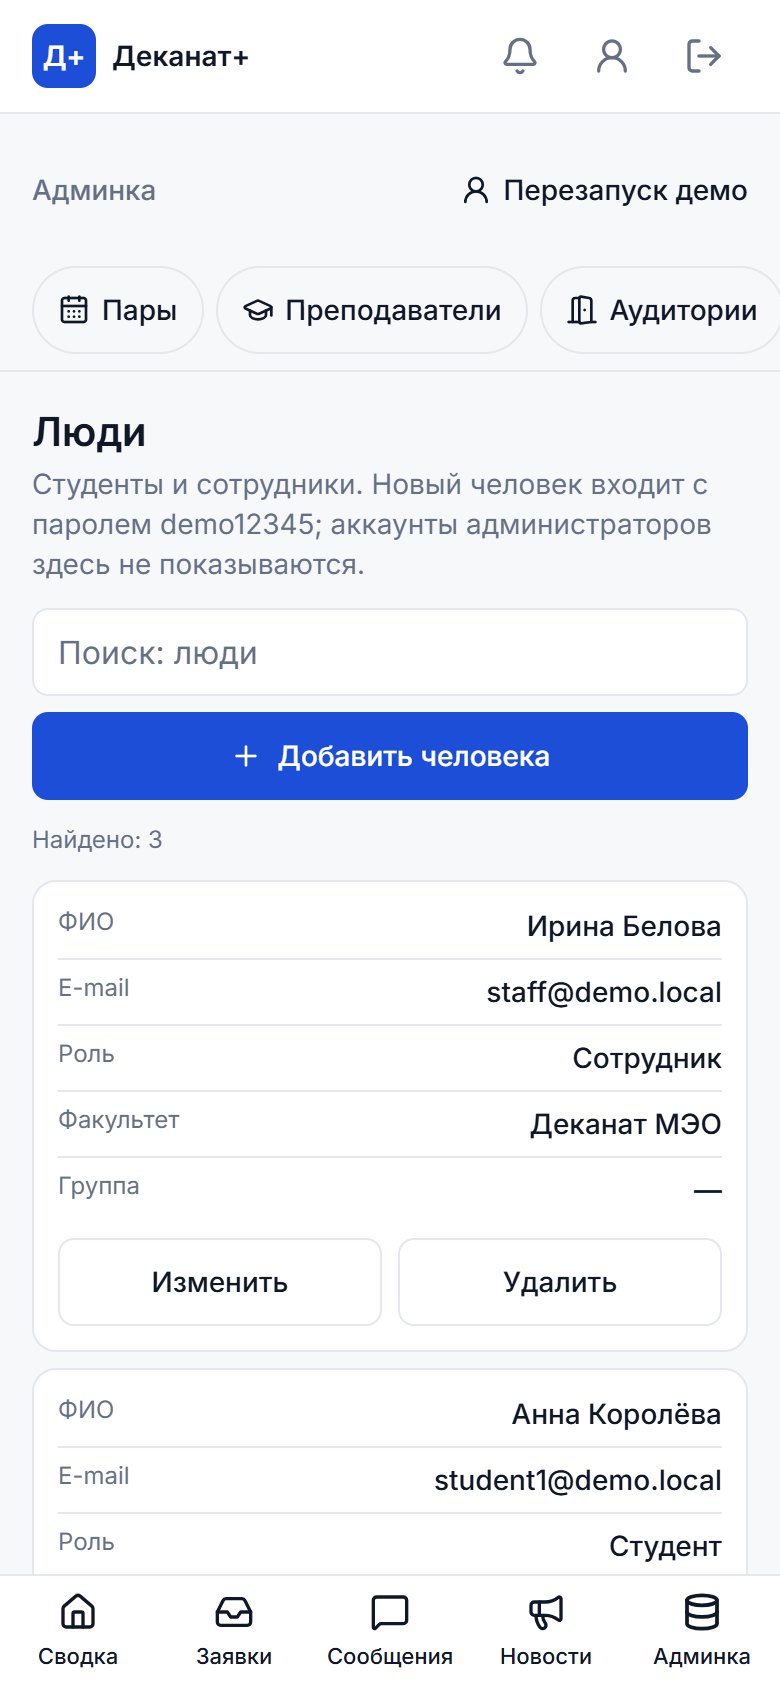 Д+ Деканат+
Админка
Перезапуск демо
Пары
Преподаватели
Аудитории
Люди
Студенты и сотрудники. Новый человек входит с
паролем demo12345; аккаунты администраторов
здесь не показываются.
Поиск: люди
+ Добавить человека
Найдено: 3
ФИО Ирина Белова
E-mail staff@demo.local
Роль Сотрудник
Факультет Деканат МЭО
Группа —
Изменить Удалить
ФИО Анна Королёва
E-mail student1@demo.local
Роль Студент
Сводка Заявки Сообщения Новости Админка